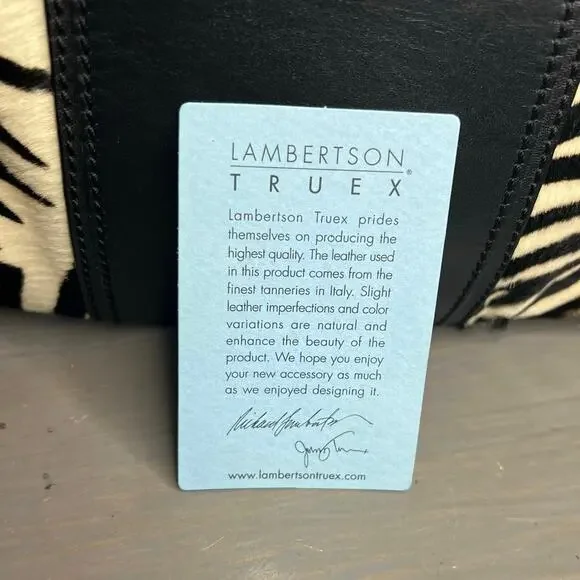 LAMBERTSON®
TRUEX
Lambertson Truex prides
themselves on producing the
highest quality. The leather used
in this product comes from the
finest tanneries in Italy. Slight
leather imperfections and color
variations are natural and
enhance the beauty of the
product. We hope you enjoy
your new accessory as much
as we enjoyed designing it.
Richard Lambertson
www.lambertsontruex.com